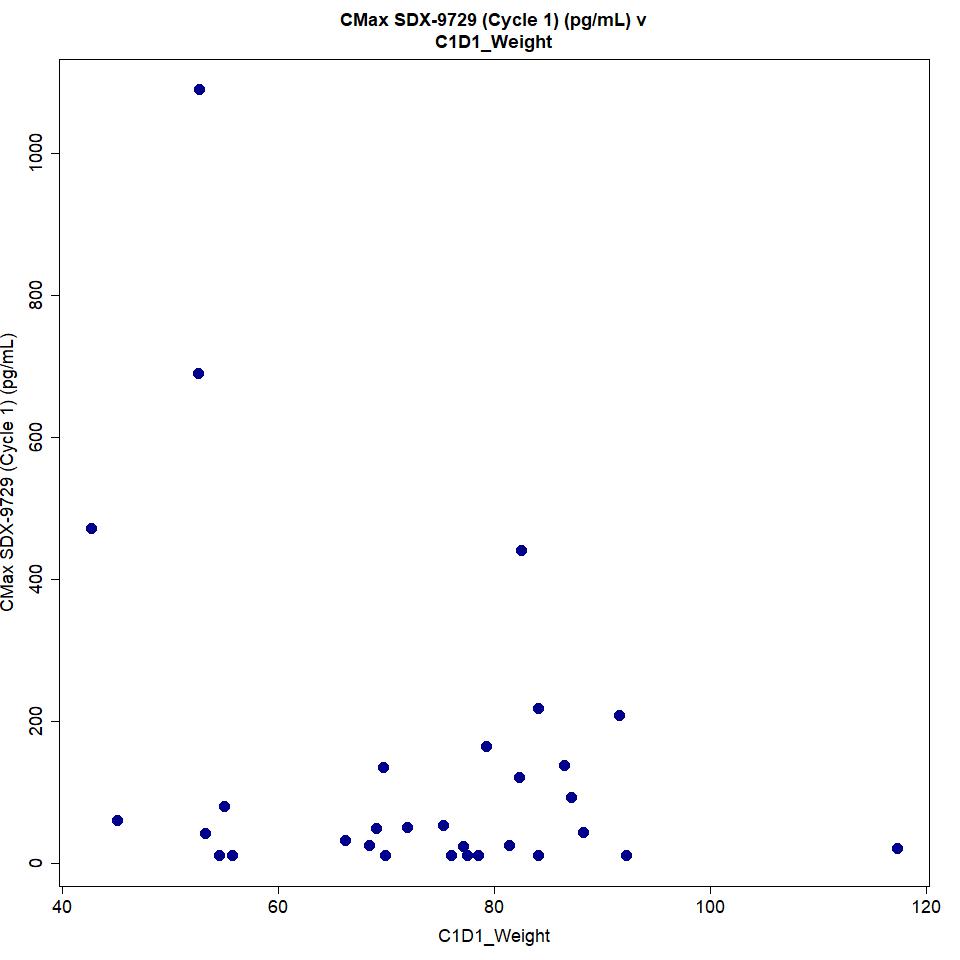 CMax SDX-9729 (Cycle 1) (pg/mL) v
C1D1_Weight
CMax SDX-9729 (Cycle 1) (pg/mL)
1000
800
600
400
200
0
40 60 80 100 120
C1D1_Weight